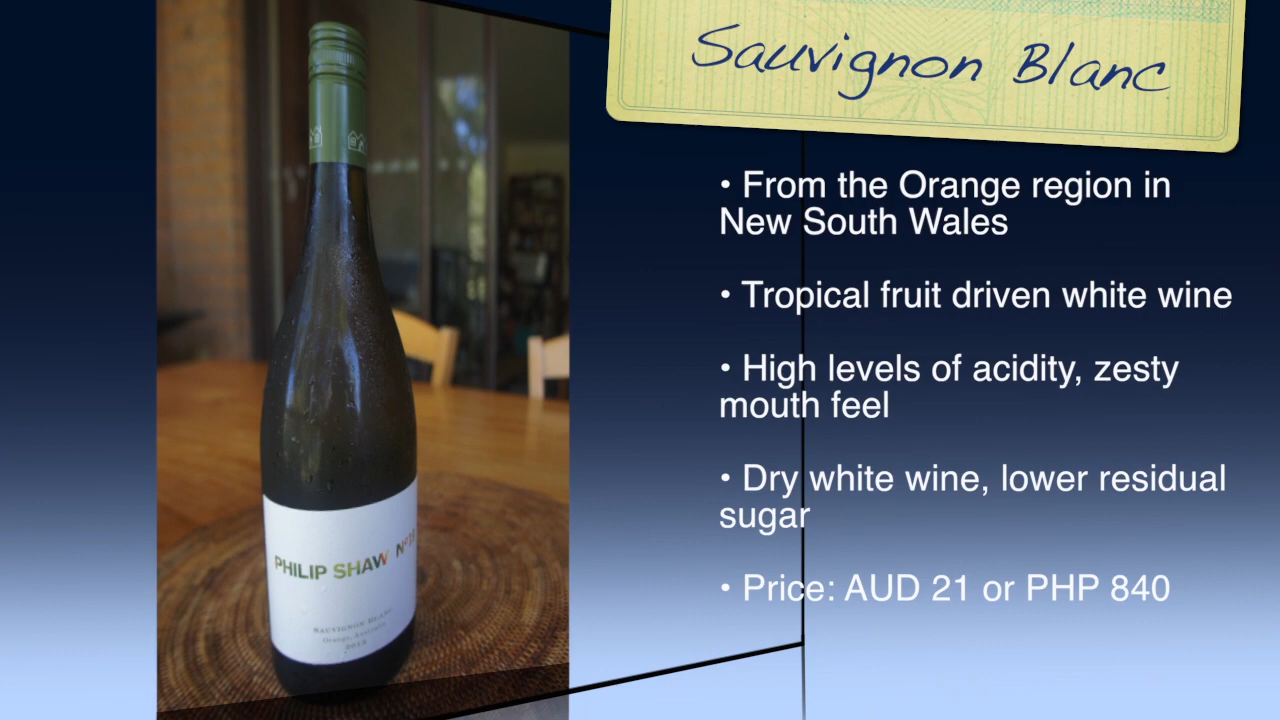 Sauvignon Blanc
• From the Orange region in
New South Wales
• Tropical fruit driven white wine
• High levels of acidity, zesty
mouth feel
• Dry white wine, lower residual
sugar
• Price: AUD 21 or PHP 840
PHILIP SHAW
SAUVIGNON BLANC
Orange, Australia